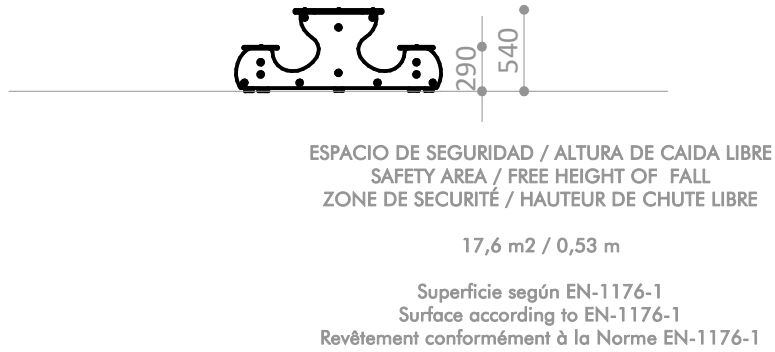 290
540
ESPACIO DE SEGURIDAD / ALTURA DE CAIDA LIBRE
SAFETY AREA / FREE HEIGHT OF FALL
ZONE DE SECURITÉ / HAUTEUR DE CHUTE LIBRE
17,6 m2 / 0,53 m
Superficie según EN-1176-1
Surface according to EN-1176-1
Revêtement conformément à la Norme EN-1176-1